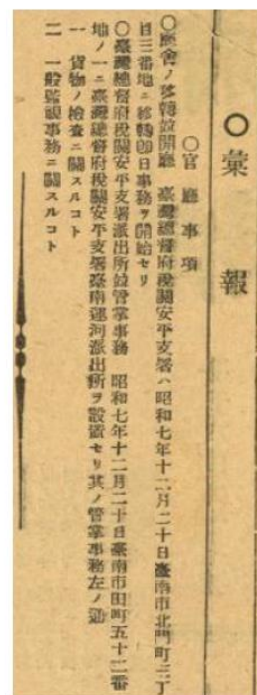 ○彙報
○官廳事項
○廳舍ノ移轉竝開廳　臺灣總督府稅關安平支署ハ昭和七年十二月二十日臺南市北門町三丁
目三番地ニ移轉卽日事務ヲ開始セリ
○臺灣總督府稅關安平支署派出所竝管掌事務　昭和七年十二月二十日臺南市田町五十二番
地ノ一ニ臺灣總督府稅關安平支署臺南運河派出所ヲ設置セリ其ノ管掌事務左ノ通
一　貨物ノ檢査ニ關スルコト
二　一般監視事務ニ關スルコト